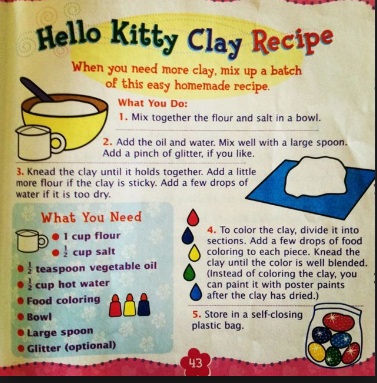 Hello Kitty Clay Recipe
When you need more clay, mix up a batch
of this easy homemade recipe.
What You Do:
1. Mix together the flour and salt in a bowl.
2. Add the oil and water. Mix well with a large spoon.
Add a pinch of glitter, if you like.
3. Knead the clay until it holds together. Add a little
more flour if the clay is sticky. Add a few drops of
water if it is too dry.
What You Need
1 cup flour
½ cup salt
½ teaspoon vegetable oil
½ cup hot water
Food coloring
Bowl
Large spoon
Glitter (optional)
4. To color the clay, divide it into
sections. Add a few drops of food
coloring to each piece. Knead the
clay until the color is well blended.
(Instead of coloring the clay, you
can paint it with poster paints
after the clay has dried.)
5. Store in a self-closing
plastic bag.
43